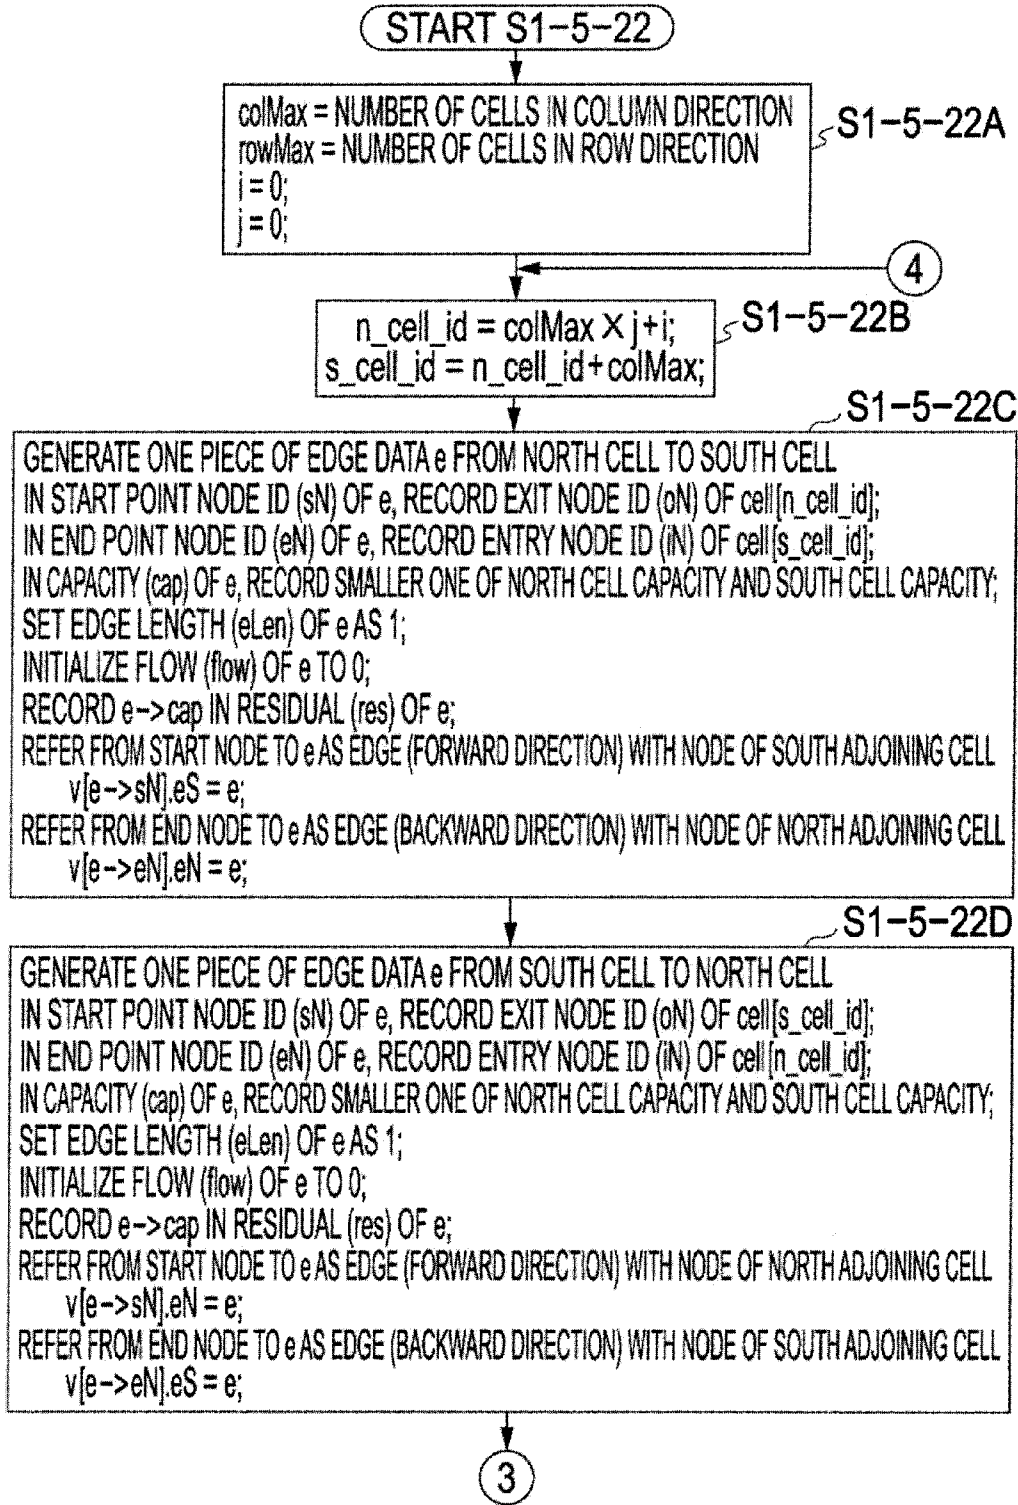 START S1-5-22
colMax = NUMBER OF CELLS IN COLUMN DIRECTION
rowMax = NUMBER OF CELLS IN ROW DIRECTION
i = 0;
j = 0;
S1-5-22A
4
n_cell_id = colMax X j+i;
s_cell_id = n_cell_id+colMax;
S1-5-22B
S1-5-22C
GENERATE ONE PIECE OF EDGE DATA e FROM NORTH CELL TO SOUTH CELL
IN START POINT NODE ID (sN) OF e, RECORD EXIT NODE ID (oN) OF cell[n_cell_id];
IN END POINT NODE ID (eN) OF e, RECORD ENTRY NODE ID (iN) OF cell[s_cell_id];
IN CAPACITY (cap) OF e, RECORD SMALLER ONE OF NORTH CELL CAPACITY AND SOUTH CELL CAPACITY;
SET EDGE LENGTH (eLen) OF e AS 1;
INITIALIZE FLOW (flow) OF e TO 0;
RECORD e->cap IN RESIDUAL (res) OF e;
REFER FROM START NODE TO e AS EDGE (FORWARD DIRECTION) WITH NODE OF SOUTH ADJOINING CELL
v[e->sN].eS = e;
REFER FROM END NODE TO e AS EDGE (BACKWARD DIRECTION) WITH NODE OF NORTH ADJOINING CELL
v[e->eN].eN = e;
S1-5-22D
GENERATE ONE PIECE OF EDGE DATA e FROM SOUTH CELL TO NORTH CELL
IN START POINT NODE ID (sN) OF e, RECORD EXIT NODE ID (oN) OF cell[s_cell_id];
IN END POINT NODE ID (eN) OF e, RECORD ENTRY NODE ID (iN) OF cell[n_cell_id];
IN CAPACITY (cap) OF e, RECORD SMALLER ONE OF NORTH CELL CAPACITY AND SOUTH CELL CAPACITY;
SET EDGE LENGTH (eLen) OF e AS 1;
INITIALIZE FLOW (flow) OF e TO 0;
RECORD e->cap IN RESIDUAL (res) OF e;
REFER FROM START NODE TO e AS EDGE (FORWARD DIRECTION) WITH NODE OF NORTH ADJOINING CELL
v[e->sN].eN = e;
REFER FROM END NODE TO e AS EDGE (BACKWARD DIRECTION) WITH NODE OF SOUTH ADJOINING CELL
v[e->eN].eS = e;
3